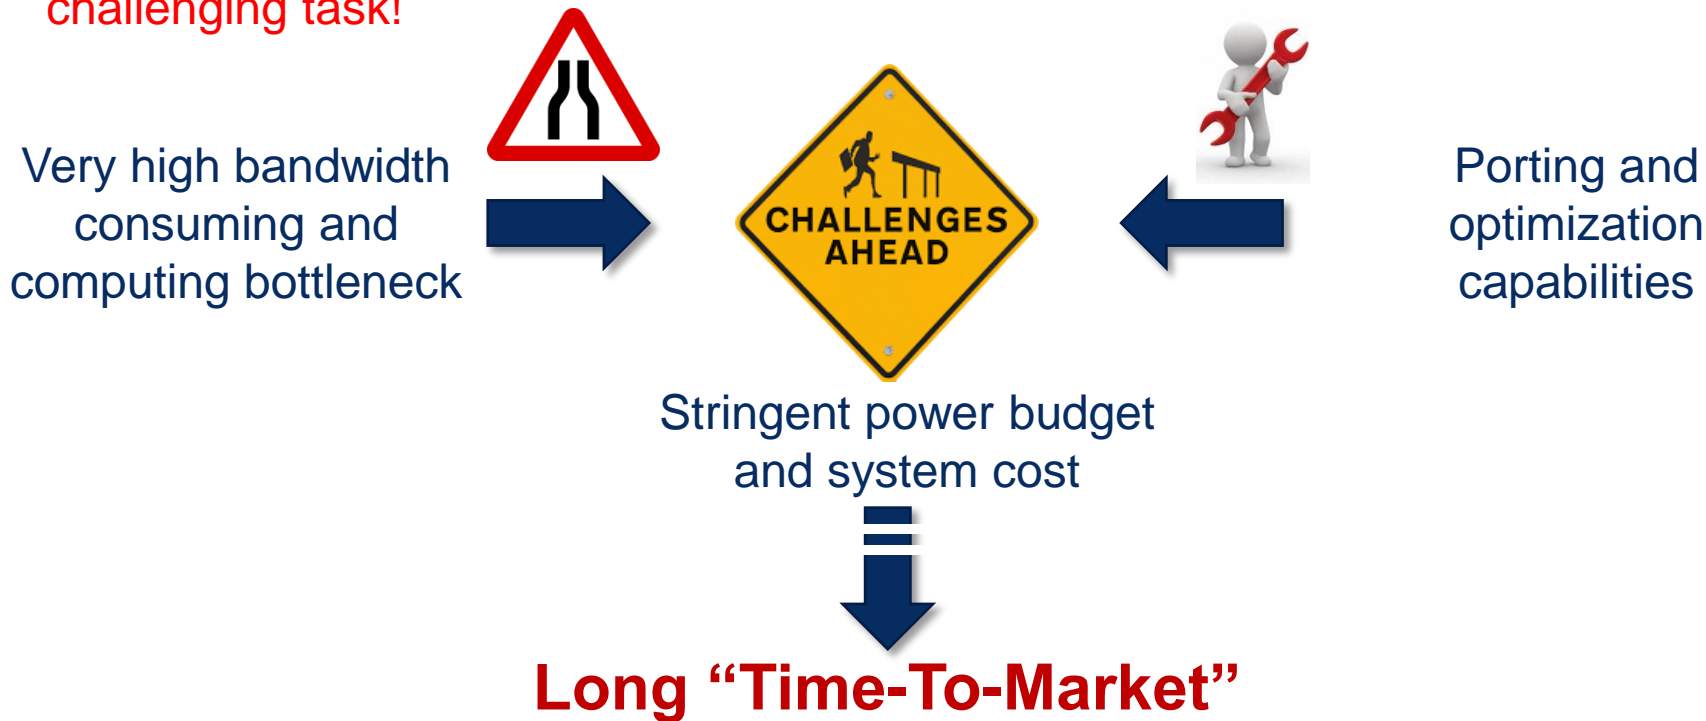 challenging task!
Very high bandwidth
consuming and
computing bottleneck
CHALLENGES
AHEAD
Porting and
optimization
capabilities
Stringent power budget
and system cost
Long “Time-To-Market”